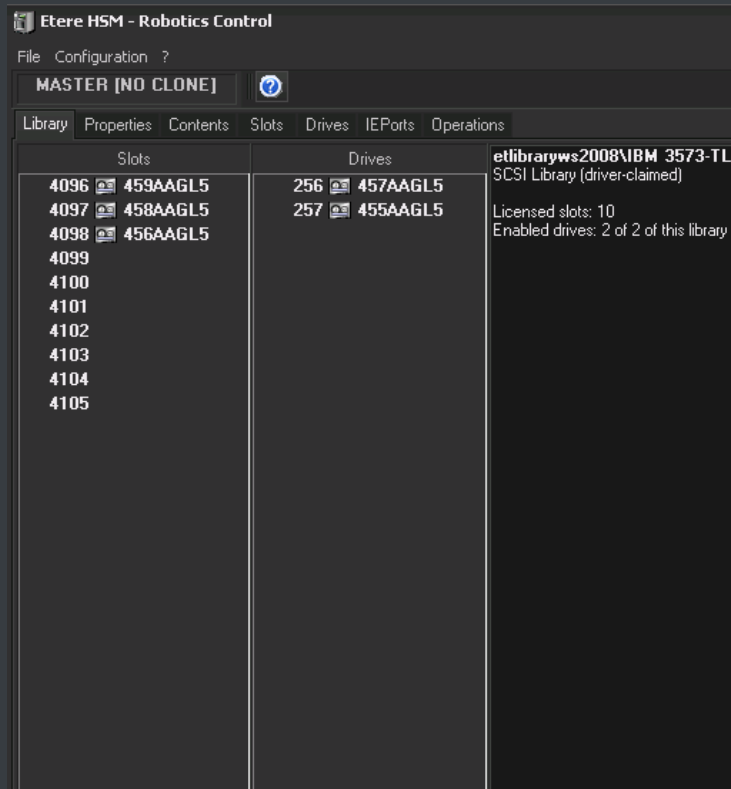 Etere HSM - Robotics Control
File Configuration ?
MASTER [NO CLONE]
Library Properties Contents Slots Drives IEPorts Operations
Slots
4096 459AAGL5
4097 458AAGL5
4098 456AAGL5
4099
4100
4101
4102
4103
4104
4105
Drives
256 457AAGL5
257 455AAGL5
etlibraryws2008\IBM 3573-TL
SCSI Library (driver-claimed)
Licensed slots: 10
Enabled drives: 2 of 2 of this library